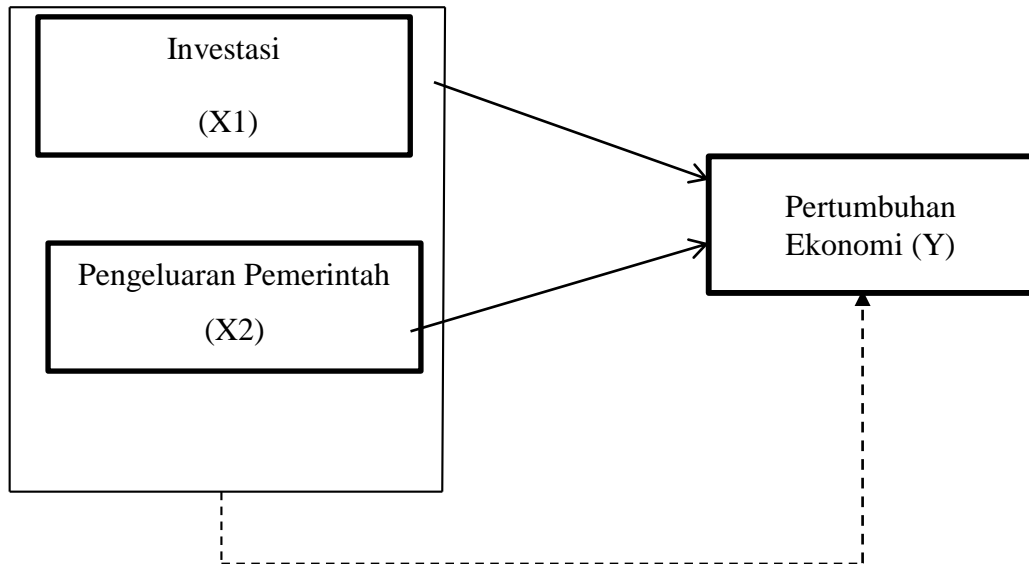 Investasi
(X1)
Pengeluaran Pemerintah
(X2)
Pertumbuhan
Ekonomi (Y)